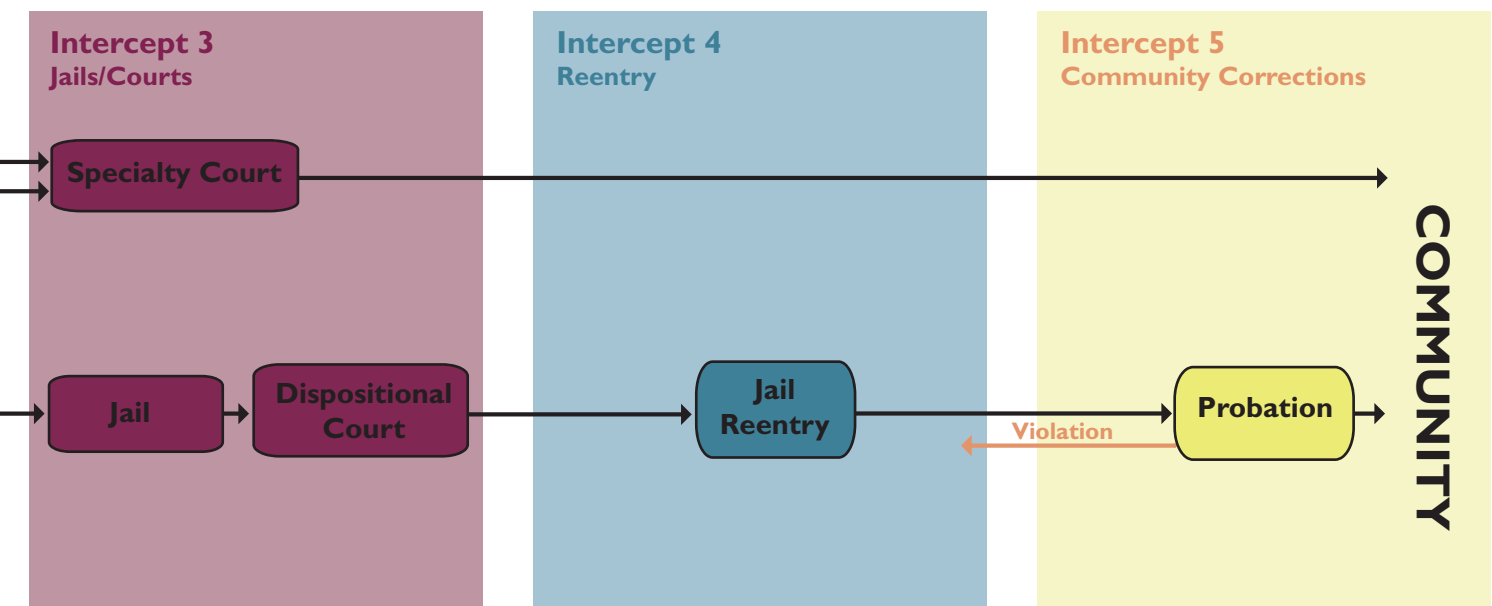 Intercept 3
Jails/Courts
Intercept 4
Reentry
Intercept 5
Community Corrections
Specialty Court
COMMUNITY
Jail
Dispositional
Court
Jail
Reentry
Violation
Probation